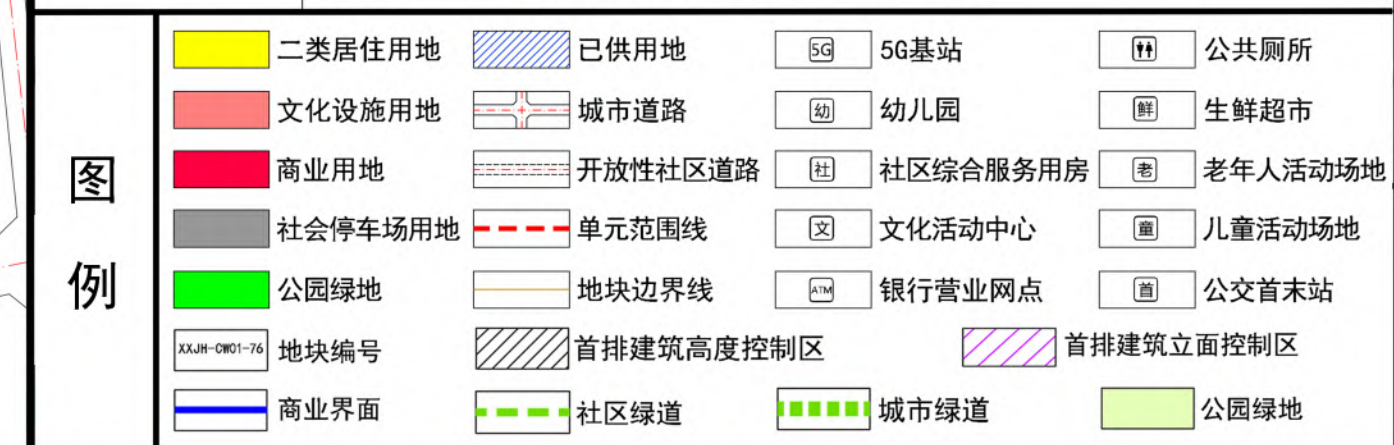 图例
二类居住用地 已供用地 5G 5G基站 公共厕所
文化设施用地 城市道路 幼 幼儿园 鲜 生鲜超市
商业用地 开放性社区道路 社 社区综合服务用房 老 老年人活动场地
社会停车场用地 单元范围线 文 文化活动中心 童 儿童活动场地
公园绿地 地块边界线 ATM 银行营业网点 首 公交首末站
XXJH-CW01-76 地块编号 首排建筑高度控制区 首排建筑立面控制区
商业界面 社区绿道 城市绿道 公园绿地